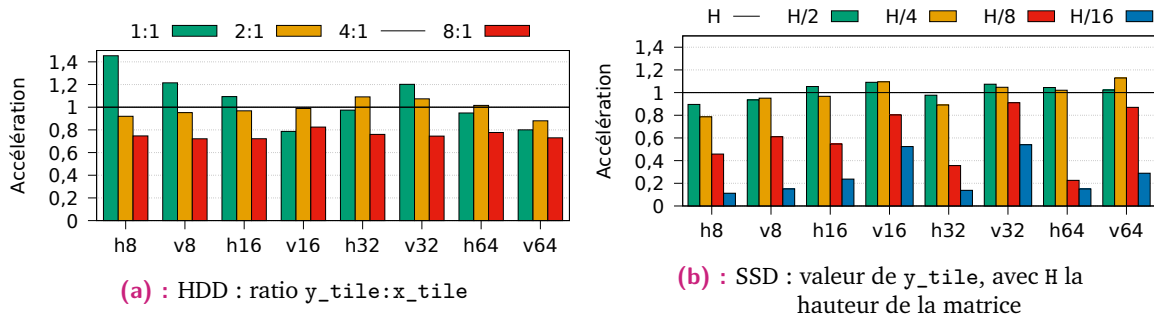 1:1 2:1 4:1 8:1
Accélération
1,4
1,2
1
0,8
0,6
0,4
0,2
0
h8 v8 h16 v16 h32 v32 h64 v64
(a) : HDD : ratio y_tile:x_tile
H H/2 H/4 H/8 H/16
Accélération
1,4
1,2
1
0,8
0,6
0,4
0,2
0
h8 v8 h16 v16 h32 v32 h64 v64
(b) : SSD : valeur de y_tile, avec H la
hauteur de la matrice